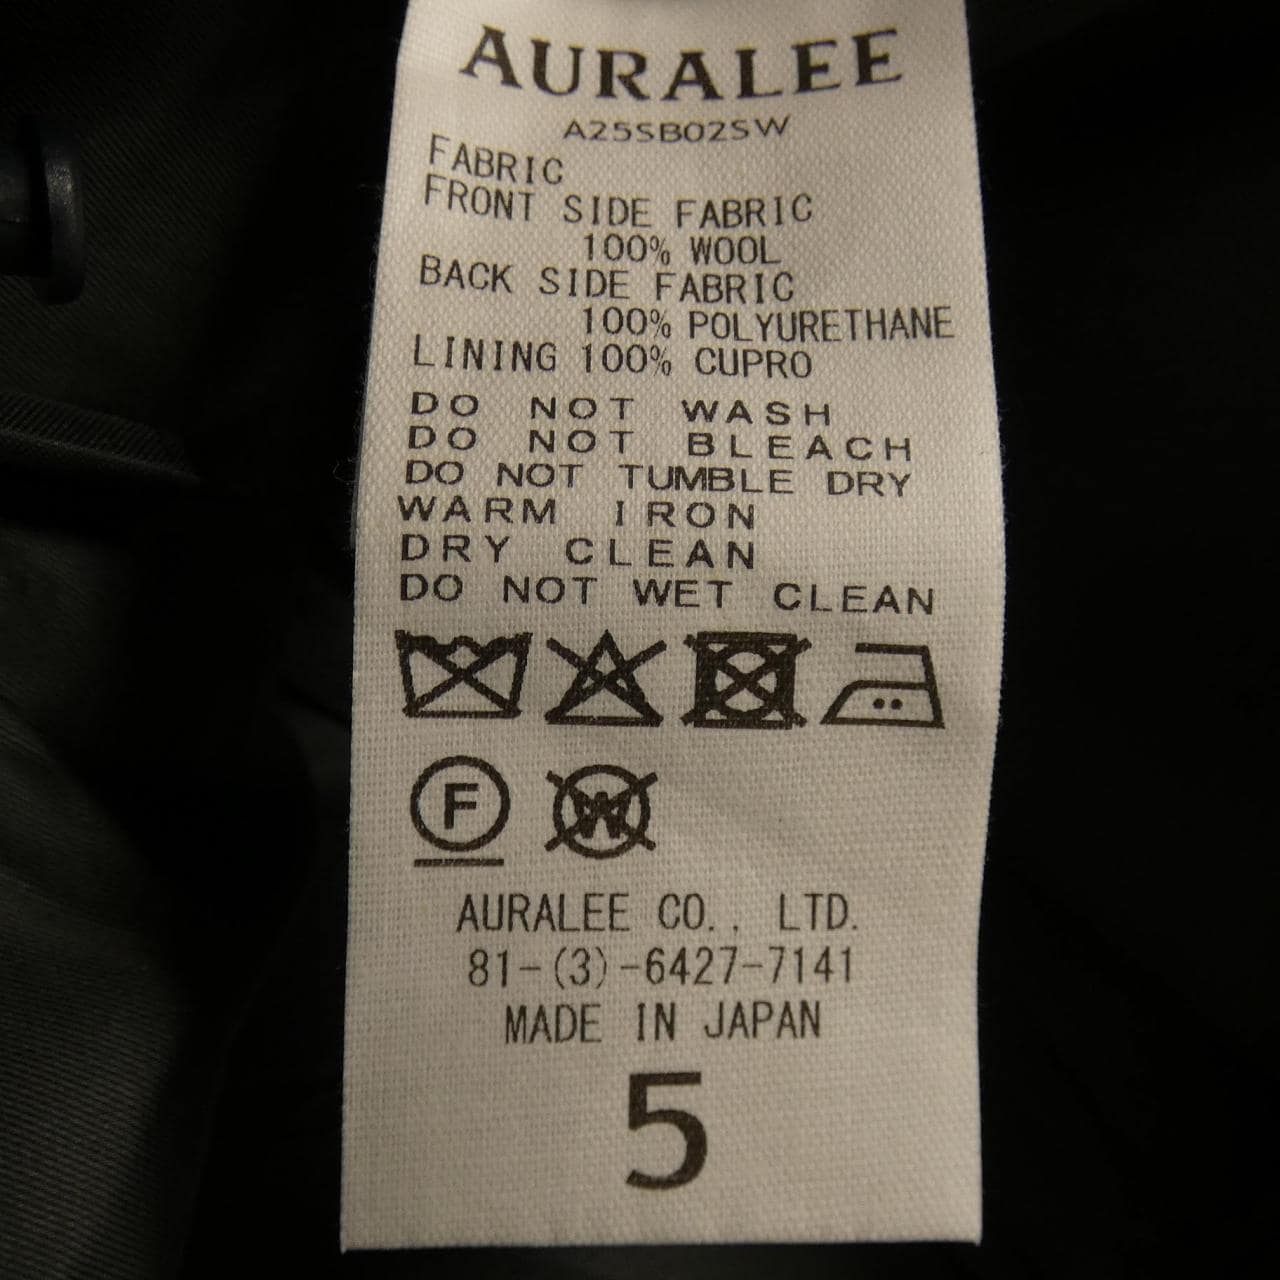 AURALEE
A25SB02SW
FABRIC
FRONT SIDE FABRIC
100% WOOL
BACK SIDE FABRIC
100% POLYURETHANE
LINING 100% CUPRO
DO NOT WASH
DO NOT BLEACH
DO NOT TUMBLE DRY
WARM IRON
DRY CLEAN
DO NOT WET CLEAN
F W
AURALEE CO., LTD.
81-(3)-6427-7141
MADE IN JAPAN
5